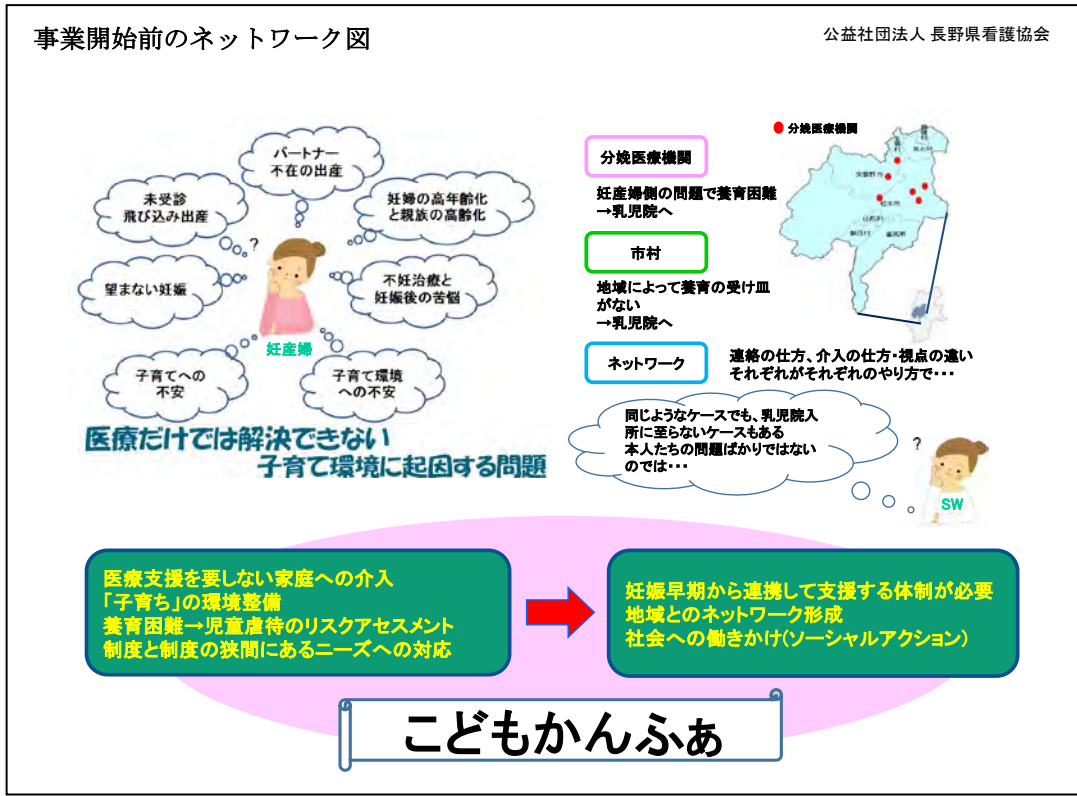 事業開始前のネットワーク図
公益社団法人 長野県看護協会
パートナー
不在の出産
未受診
飛び込み出産
妊婦の高年齢化
と親族の高齢化
?
望まない妊娠
不妊治療と
妊娠後の苦悩
妊産婦
子育てへの
不安
子育て環境
への不安
医療だけでは解決できない
子育て環境に起因する問題
分娩医療機関
分娩医療機関
妊産婦側の問題で養育困難
→乳児院へ
安曇野市
松本市
山形村
朝日村
塩尻市
市村
地域によって養育の受け皿
がない
→乳児院へ
ネットワーク
連絡の仕方、介入の仕方・視点の違い
それぞれがそれぞれのやり方で・・・
同じようなケースでも、乳児院入
所に至らないケースもある
本人たちの問題ばかりではない
のでは・・・
?
SW
医療支援を要しない家庭への介入
「子育ち」の環境整備
養育困難→児童虐待のリスクアセスメント
制度と制度の狭間にあるニーズへの対応
妊娠早期から連携して支援する体制が必要
地域とのネットワーク形成
社会への働きかけ(ソーシャルアクション)
こどもかんふぁ